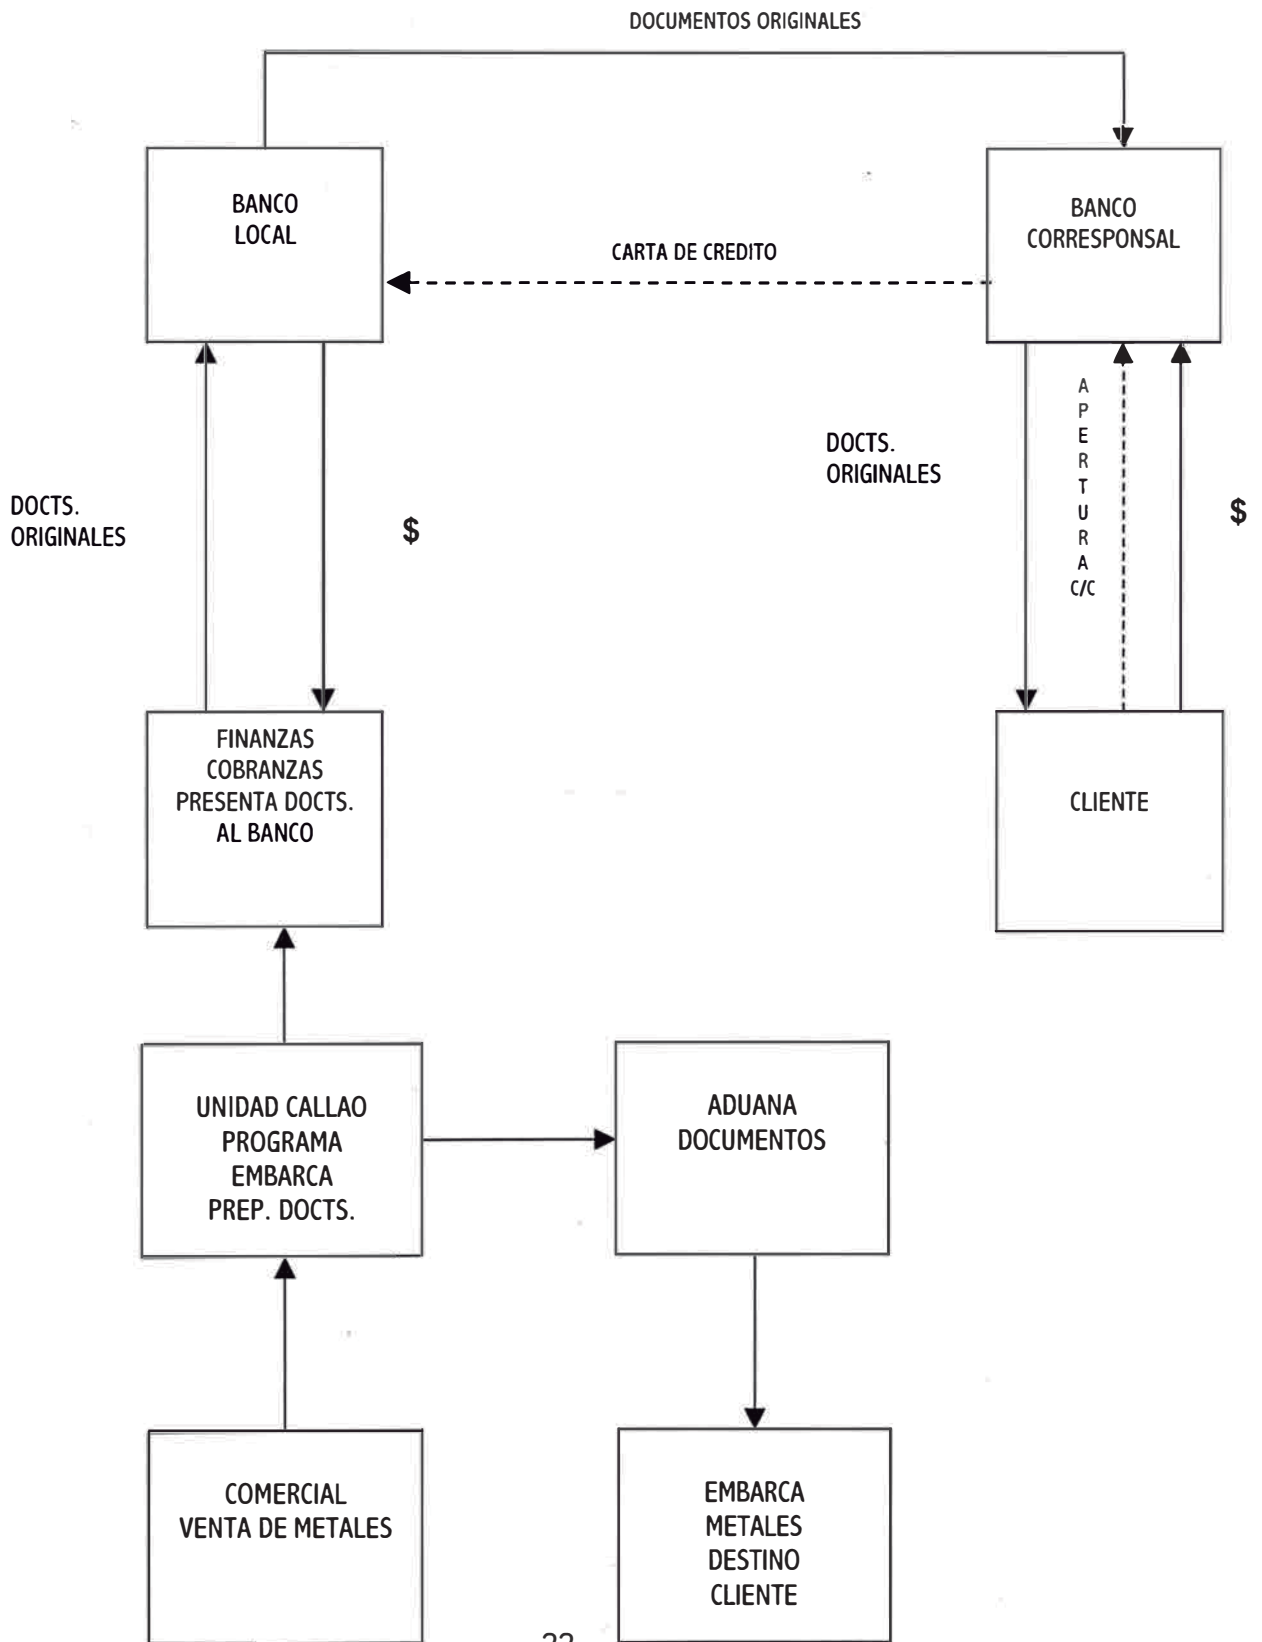 DOCUMENTOS ORIGINALES
BANCO
LOCAL
BANCO
CORRESPONSAL
CARTA DE CREDITO
DOCTS.
ORIGINALES
$
DOCTS.
ORIGINALES
A
P
E
R
T
U
R
A
C/C
$
FINANZAS
COBRANZAS
PRESENTA DOCTS.
AL BANCO
CLIENTE
UNIDAD CALLAO
PROGRAMA
EMBARCA
PREP. DOCTS.
ADUANA
DOCUMENTOS
COMERCIAL
VENTA DE METALES
EMBARCA
METALES
DESTINO
CLIENTE